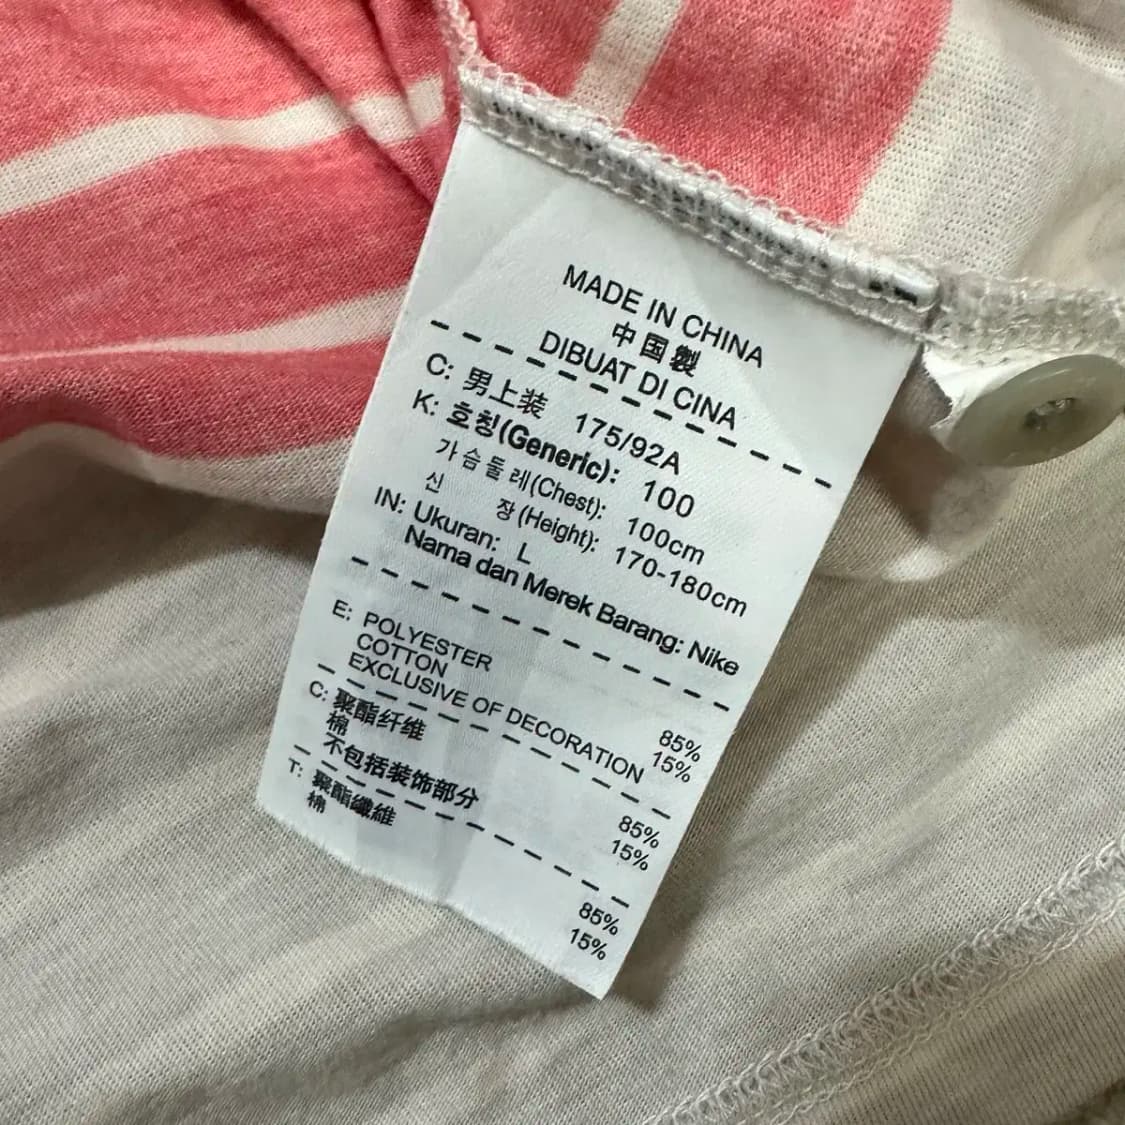 MADE IN CHINA
中国製
DIBUAT DI CINA
C: 男上装 175/92A
K: 호칭(Generic): 100
가슴둘레(Chest): 100cm
신 장(Height): 170-180cm
IN: Ukuran: L
Nama dan Merek Barang: Nike
E: POLYESTER 85%
COTTON 15%
EXCLUSIVE OF DECORATION
C: 聚酯纤维 85%
棉 15%
不包括装饰部分
T: 聚酯纖維 85%
棉 15%